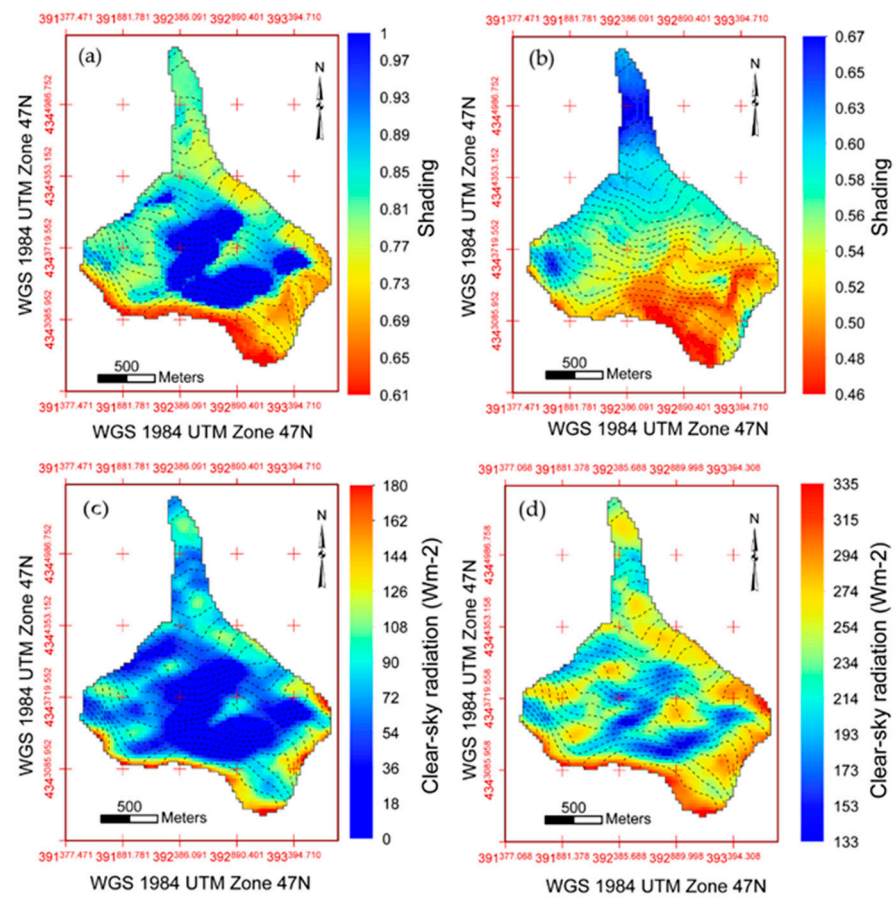 391377.471 391881.781 392386.091 392890.401 393394.710
(a)
N
4344986.752
4344353.152
4343719.552
4343085.952
WGS 1984 UTM Zone 47N
500
Meters
391377.471 391881.781 392386.091 392890.401 393394.710
WGS 1984 UTM Zone 47N
1
0.97
0.93
0.89
0.85
0.81
0.77
0.73
0.69
0.65
0.61
Shading
391377.471 391881.781 392386.091 392890.401 393394.710
(b)
N
4344986.752
4344353.152
4343719.552
4343085.952
WGS 1984 UTM Zone 47N
500
Meters
391377.471 391881.781 392386.091 392890.401 393394.710
WGS 1984 UTM Zone 47N
0.67
0.65
0.63
0.60
0.58
0.56
0.54
0.52
0.50
0.48
0.46
Shading
391377.471 391881.781 392386.091 392890.401 393394.710
(c)
N
4344986.752
4344353.152
4343719.552
4343085.952
WGS 1984 UTM Zone 47N
500
Meters
391377.471 391881.781 392386.091 392890.401 393394.710
WGS 1984 UTM Zone 47N
180
162
144
126
108
90
72
54
36
18
0
Clear-sky radiation (Wm-2)
391377.068 391881.378 392385.688 392889.998 393394.308
(d)
N
4344986.758
4344353.158
4343719.558
4343085.958
WGS 1984 UTM Zone 47N
500
Meters
391377.068 391881.378 392385.688 392889.998 393394.308
WGS 1984 UTM Zone 47N
335
315
295
274
254
234
214
193
173
153
133
Clear-sky radiation (Wm-2)